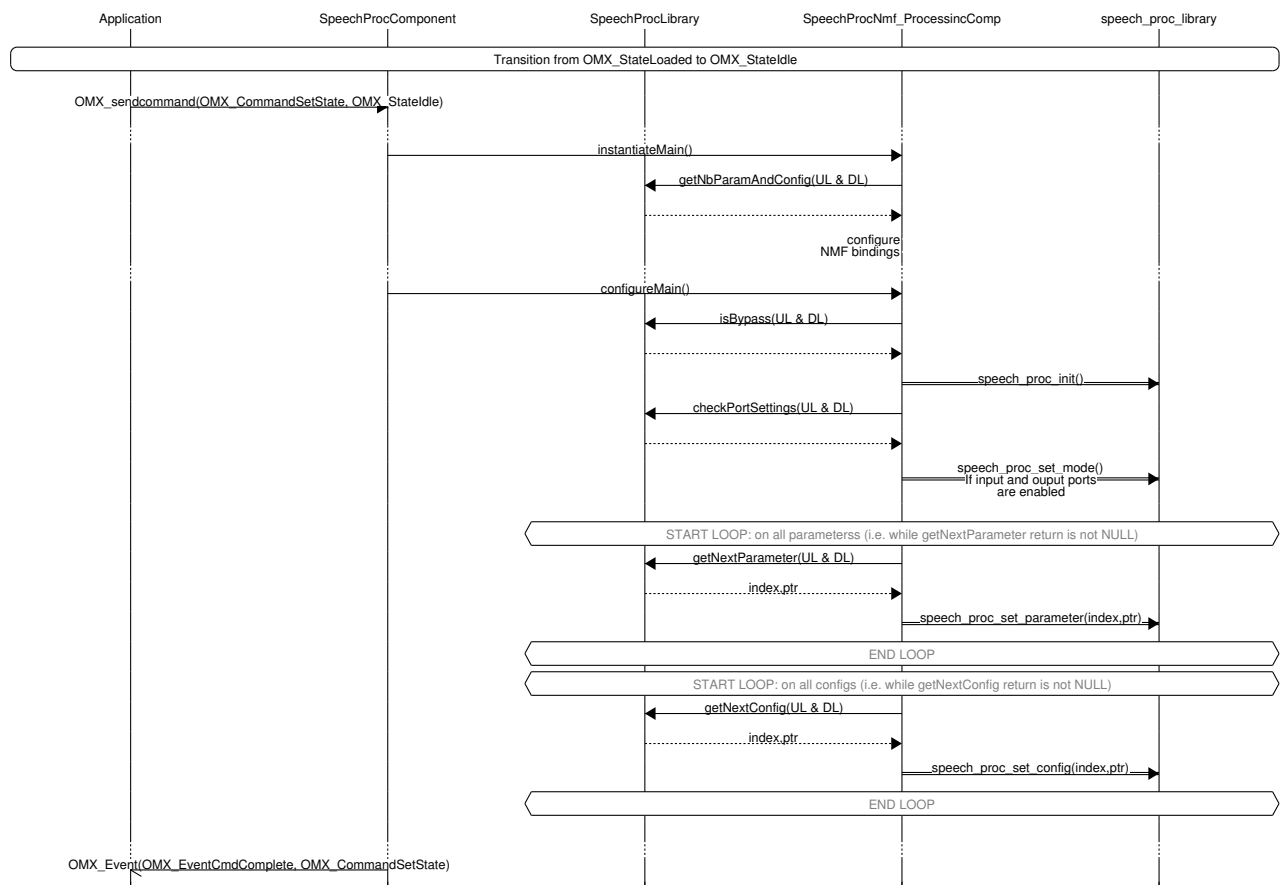 Application SpeechProcComponent SpeechProcLibrary SpeechProcNmf_ProcessincComp speech_proc_library
Transition from OMX_StateLoaded to OMX_StateIdle
OMX_sendcommand(OMX_CommandSetState, OMX_StateIdle)
instantiateMain()
getNbParamAndConfig(UL & DL)
configure
NMF bindings
configureMain()
isBypass(UL & DL)
speech_proc_init()
checkPortSettings(UL & DL)
speech_proc_set_mode()
If input and ouput ports
are enabled
START LOOP: on all parameterss (i.e. while getNextParameter return is not NULL)
getNextParameter(UL & DL)
index,ptr
speech_proc_set_parameter(index,ptr)
END LOOP
START LOOP: on all configs (i.e. while getNextConfig return is not NULL)
getNextConfig(UL & DL)
index,ptr
speech_proc_set_config(index,ptr)
END LOOP
OMX_Event(OMX_EventCmdComplete, OMX_CommandSetState)